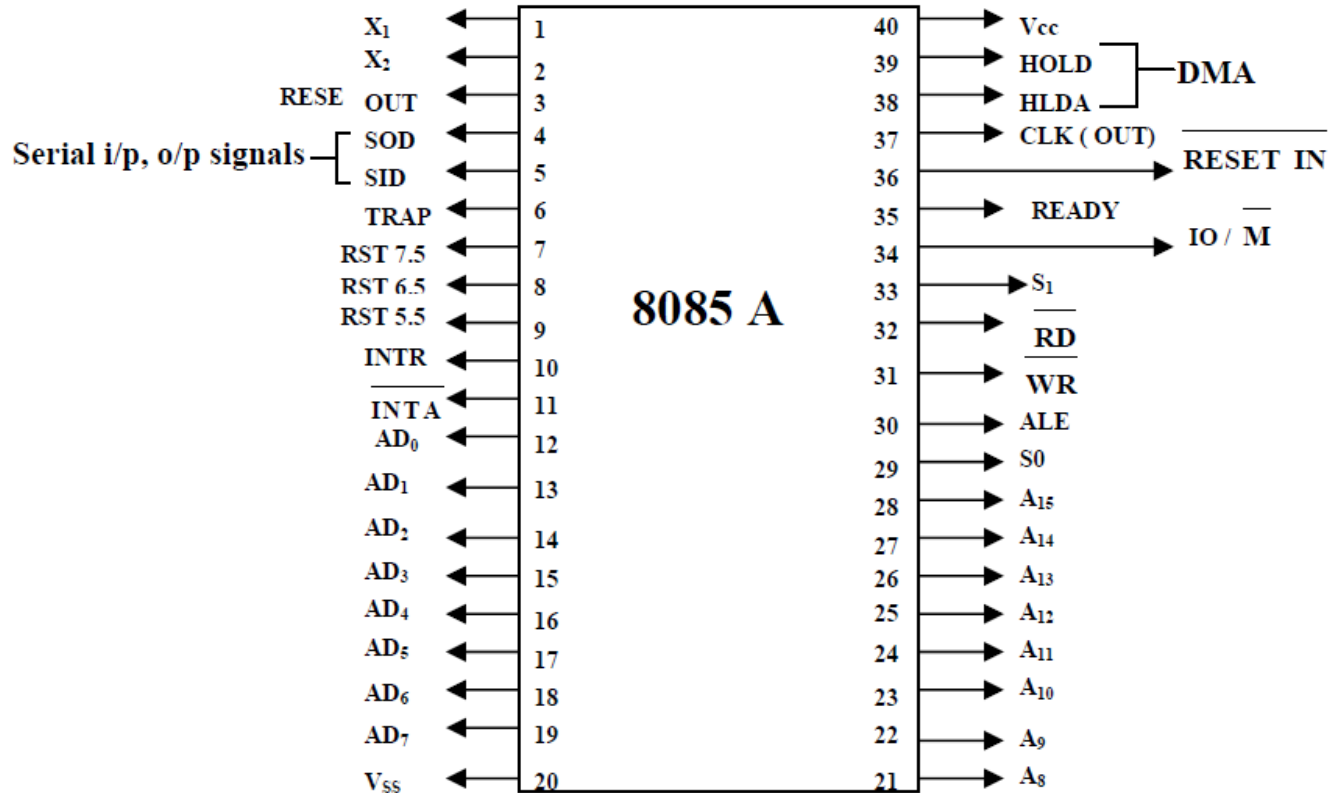 X₁ 1 40 Vcc
X₂ 2 39 HOLD
DMA
RESE OUT 3 38 HLDA
SOD 4 37 CLK ( OUT)
Serial i/p, o/p signals
SID 5 36 RESET IN
TRAP 6 35 READY
RST 7.5 7 34 IO / M
RST 6.5 8 33 S₁
8085 A
RST 5.5 9 32 RD
INTR 10 31 WR
INTA 11 30 ALE
AD₀ 12 29 S0
AD₁ 13 28 A₁₅
AD₂ 14 27 A₁₄
AD₃ 15 26 A₁₃
AD₄ 16 25 A₁₂
AD₅ 17 24 A₁₁
AD₆ 18 23 A₁₀
AD₇ 19 22 A₉
VSS 20 21 A₈